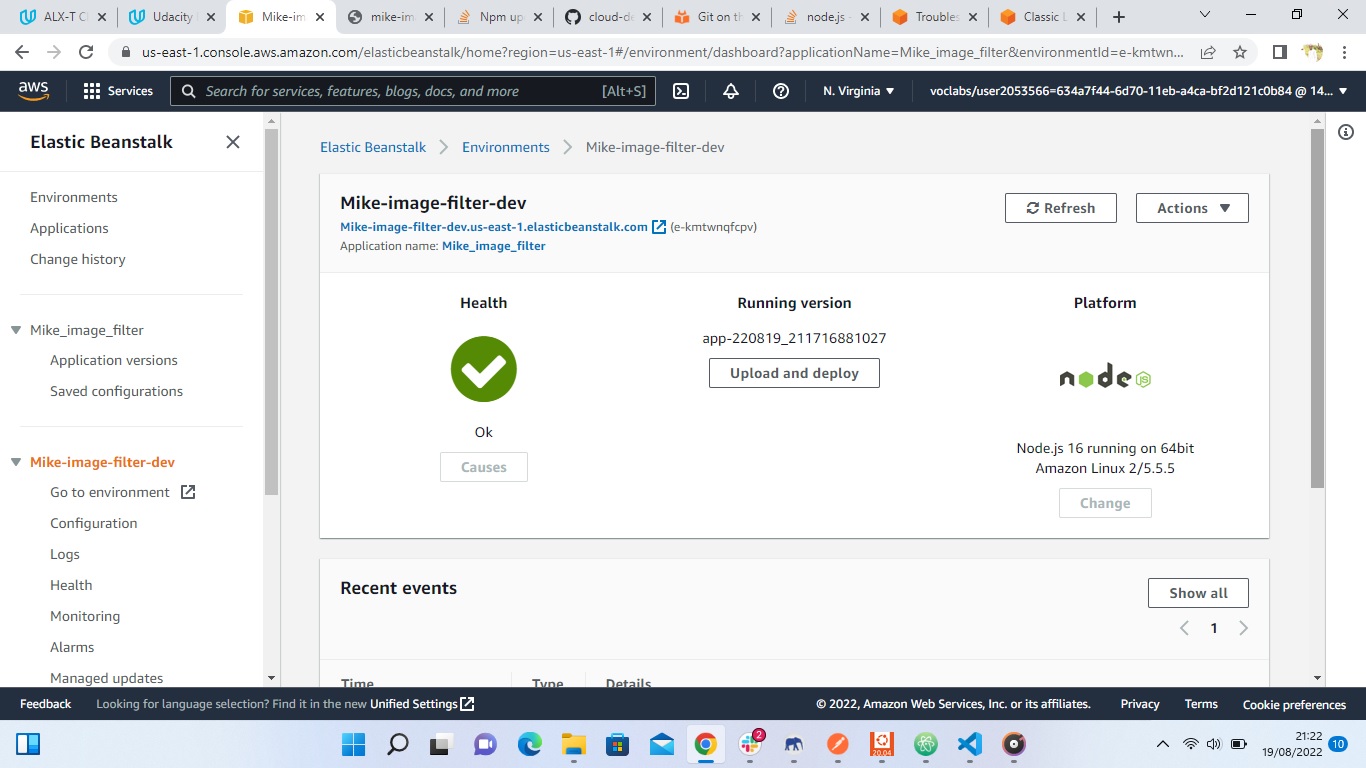 ALX-T Cl
Udacity
Mike-im
mike-im
Npm up
cloud-de
Git on th
node.js -
Troubles
Classic L
us-east-1.console.aws.amazon.com/elasticbeanstalk/home?region=us-east-1#/environment/dashboard?applicationName=Mike_image_filter&environmentId=e-kmtwn...
aws
Services
Search for services, features, blogs, docs, and more
[Alt+S]
N. Virginia
voclabs/user2053566=634a7f44-6d70-11eb-a4ca-bf2d121c0b84 @ 14...
Elastic Beanstalk
Environments
Applications
Change history
Mike_image_filter
Application versions
Saved configurations
Mike-image-filter-dev
Go to environment
Configuration
Logs
Health
Monitoring
Alarms
Managed updates
Elastic Beanstalk
Environments
Mike-image-filter-dev
Mike-image-filter-dev
Mike-image-filter-dev.us-east-1.elasticbeanstalk.com (e-kmtwnqfcpv)
Application name: Mike_image_filter
Refresh
Actions
Health
Ok
Causes
Running version
app-220819_211716881027
Upload and deploy
Platform
node JS
Node.js 16 running on 64bit
Amazon Linux 2/5.5.5
Change
Recent events
Show all
1
Time
Type
Details
Feedback
Looking for language selection? Find it in the new Unified Settings
© 2022, Amazon Web Services, Inc. or its affiliates.
Privacy
Terms
Cookie preferences
2
20.04
21:22
19/08/2022
10